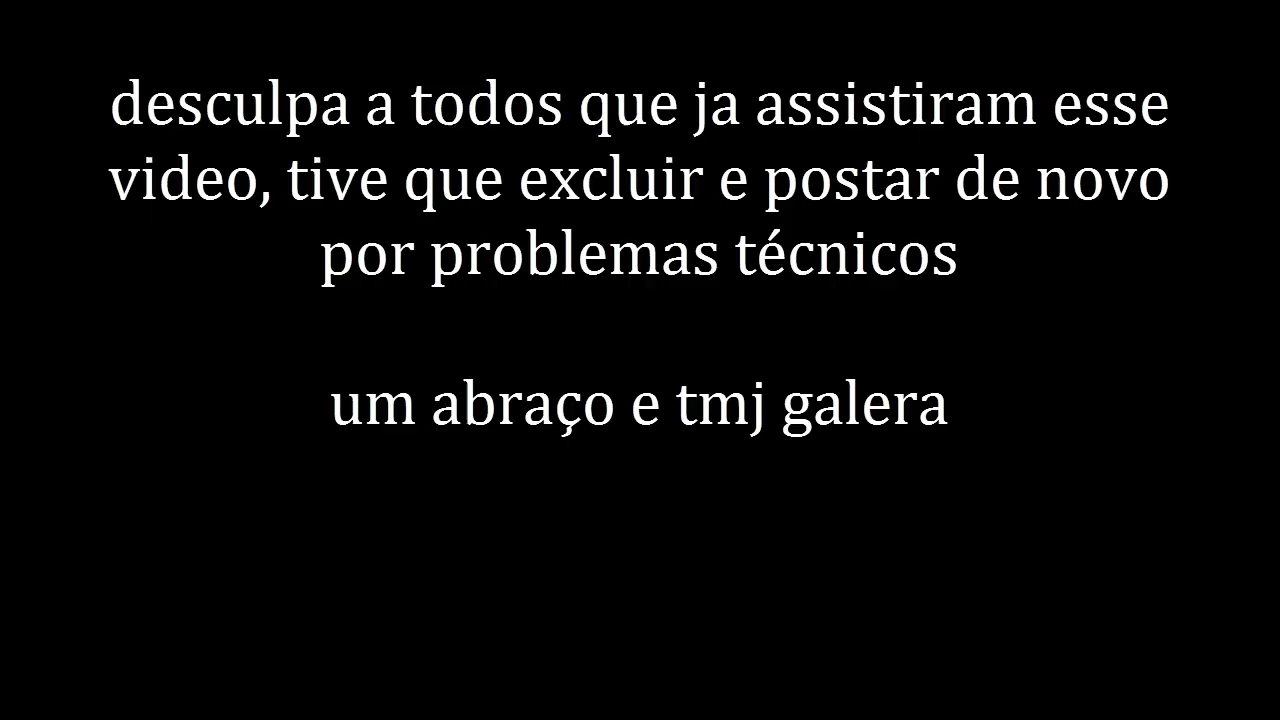 desculpa a todos que ja assistiram esse
video, tive que excluir e postar de novo
por problemas técnicos
um abraço e tmj galera